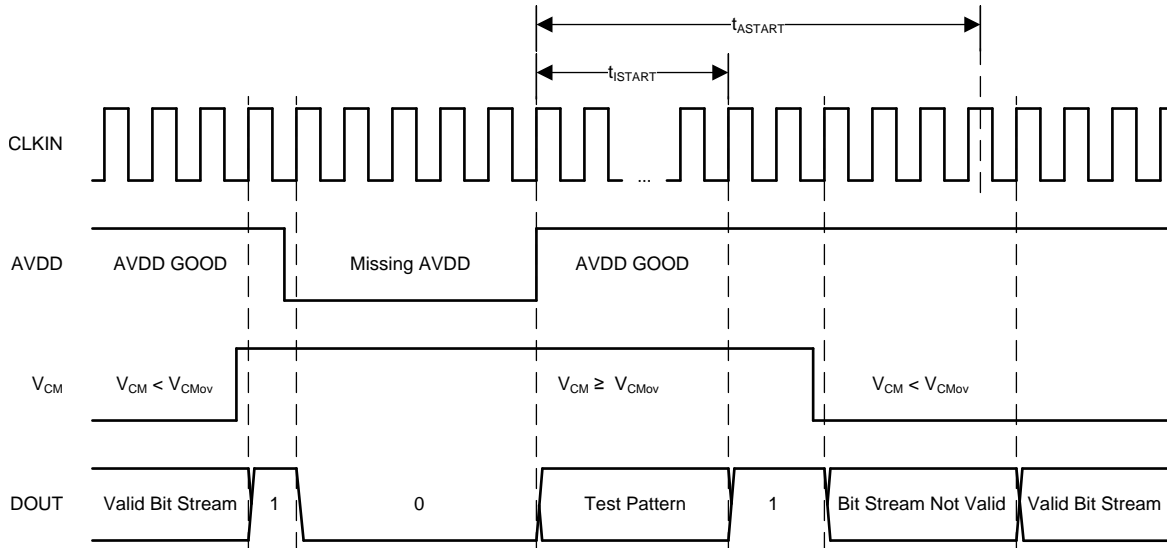 tASTART
tISTART
CLKIN
...
AVDD AVDD GOOD Missing AVDD AVDD GOOD
VCM VCM < VCMov VCM ≥ VCMov VCM < VCMov
DOUT Valid Bit Stream 1 0 Test Pattern 1 Bit Stream Not Valid Valid Bit Stream